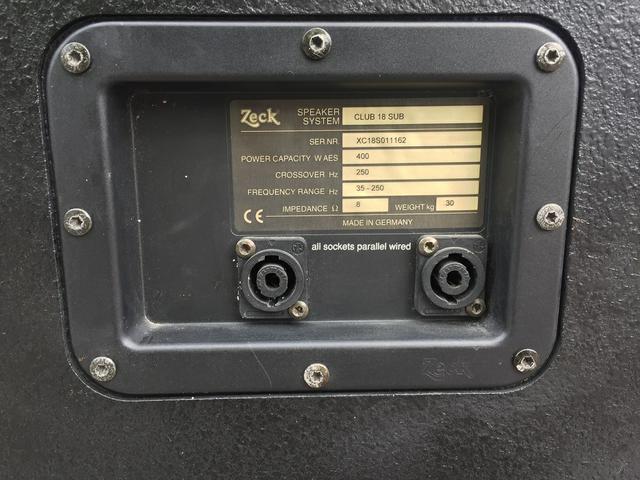 Zeck SPEAKER SYSTEM CLUB 18 SUB
SER NR. XC18S011162
POWER CAPACITY W AES 400
CROSSOVER Hz 250
FREQUENCY RANGE Hz 35 - 250
IMPEDANCE Ω 8 WEIGHT kg 30
CE MADE IN GERMANY
all sockets parallel wired
Zeck